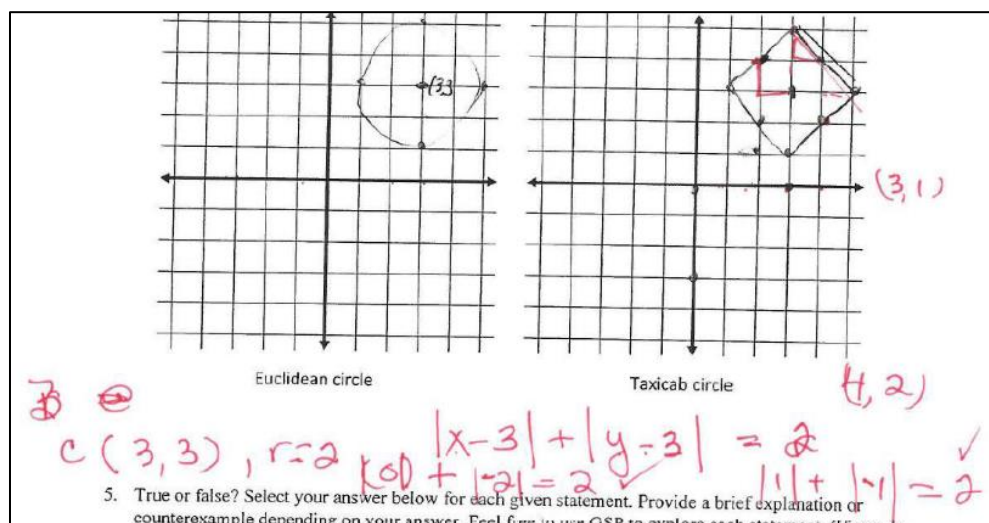 (3,3
(3,1)
Euclidean circle
Taxicab circle
(4,2)
C (3,3), r=2
|x-3| + |y-3| = 2
|0| + |-2| = 2 ✓
|1| + |-1| = 2 ✓
5. True or false? Select your answer below for each given statement. Provide a brief explanation or
counterexample depending on your answer. Feel free to use GSP to explore each statement.